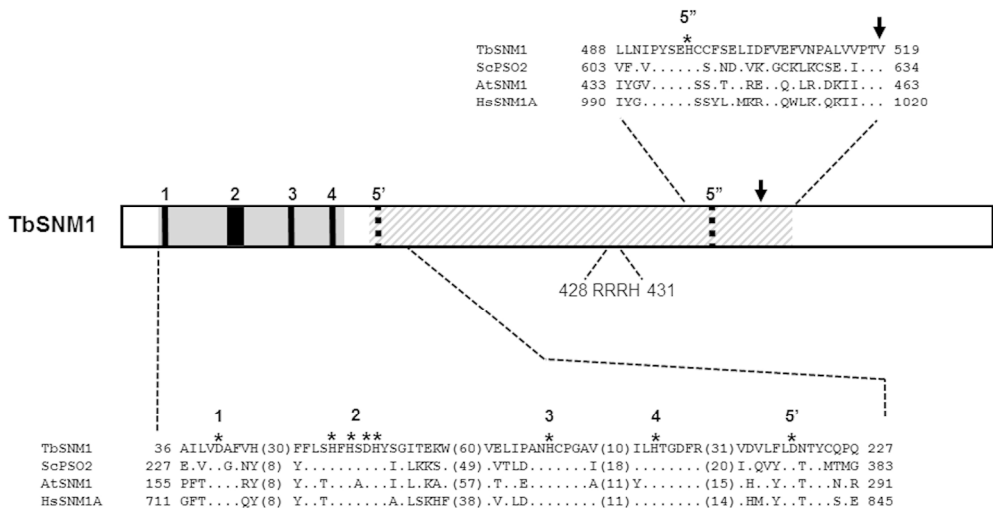 5”
*
TbSNM1 488 LLNIPYSEHCCFSELIDFVEFVNPALVVPTV 519
ScPSO2 603 VF.V......S.ND.VK.GCKLKCSE.I... 634
AtSNM1 433 IYGV.....SS.T..RE..Q.LR.DKII... 463
HsSNM1A 990 IYG......SSYL.MKR..QWLK.QKII... 1020
1 2 3 4 5’ 5”
TbSNM1
428 RRRH 431
1 2 3 4 5’
* * * * * * * *
TbSNM1 36 AILVDAFVH(30)FFLSHFHSDHYSGITEKW(60)VELIPANHCPGAV(10)ILHTGDFR(31)VDVLFLDNTYCQPQ 227
ScPSO2 227 E.V..G.NY(8) Y..........I.LKKS.(49)VTLD.......I(18)........(20)I.QVY..T..MTMG 383
AtSNM1 155 PFT....RY(8) Y..T...A...I.L.KA.(57)T..E........A(11)Y.......(15)..H..Y..T...N.R 291
HsSNM1A 711 GFT...QY(8) Y..T.......A.LSKHF(38)V.LD.........(11)........(14)..HM.Y..T...S.E 845